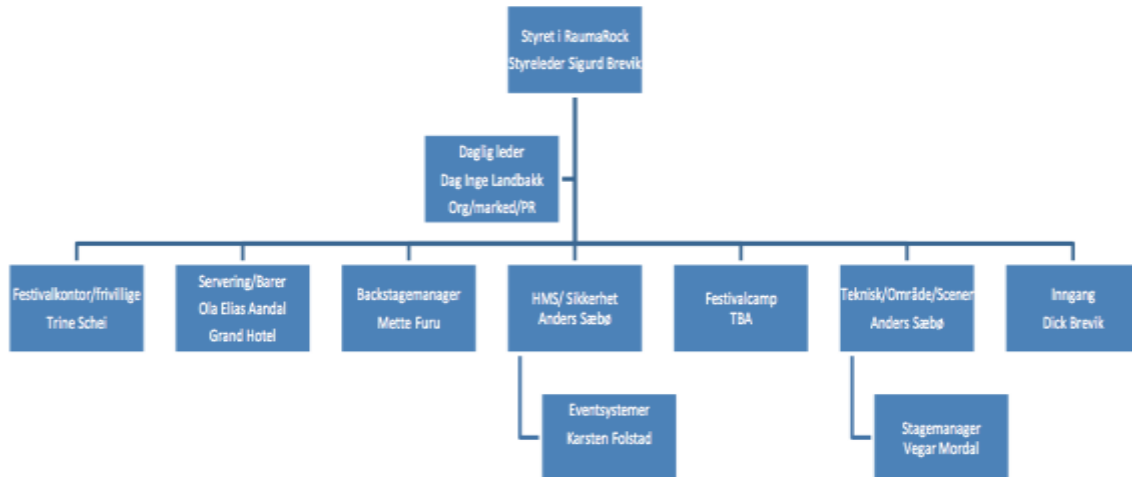 Styret i RaumaRock
Styreleder Sigurd Brevik
Daglig leder
Dag Inge Landbakk
Org/marked/PR
Festivalkontor/frivillige
Trine Schei
Servering/Barer
Ola Elias Aandal
Grand Hotel
Backstagemanager
Mette Furu
HMS/ Sikkerhet
Anders Sæbø
Festivalcamp
TBA
Teknisk/Område/Scener
Anders Sæbø
Inngang
Dick Brevik
Eventsystemer
Karsten Folstad
Stagemanager
Vegar Mordal